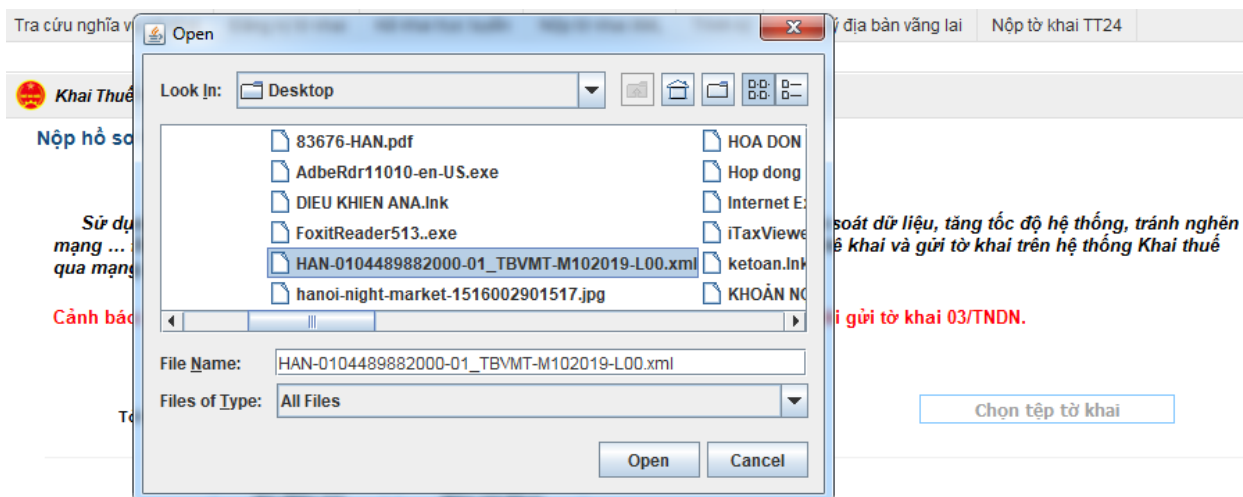 Tra cứu nghĩa v
ý địa bàn vãng lai
Nộp tờ khai TT24
Open
Khai Thuế
Look In:
Desktop
Nộp hồ sơ
83676-HAN.pdf
HOA DON
AdbeRdr11010-en-US.exe
Hop dong
DIEU KHIEN ANA.lnk
Internet E
Sử dụ
FoxitReader513..exe
iTaxViewe
soát dữ liệu, tăng tốc độ hệ thống, tránh nghẽn
mạng ...
HAN-0104489882000-01_TBVMT-M102019-L00.xml
ketoan.lnk
ê khai và gửi tờ khai trên hệ thống Khai thuế
qua mạng
hanoi-night-market-1516002901517.jpg
KHOẢN NG
Cảnh báo
i gửi tờ khai 03/TNDN.
File Name:
HAN-0104489882000-01_TBVMT-M102019-L00.xml
Files of Type:
All Files
Chọn tệp tờ khai
Open
Cancel